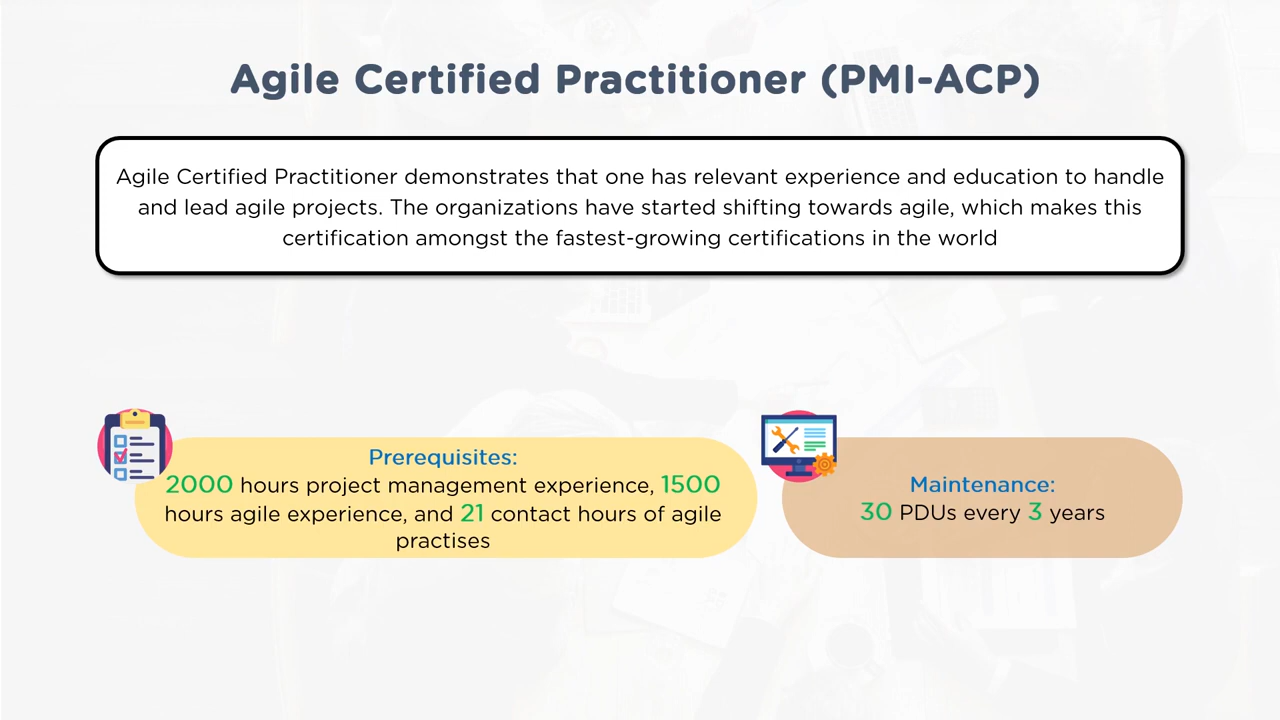 Agile Certified Practitioner (PMI-ACP)
Agile Certified Practitioner demonstrates that one has relevant experience and education to handle
and lead agile projects. The organizations have started shifting towards agile, which makes this
certification amongst the fastest-growing certifications in the world
Prerequisites:
2000 hours project management experience, 1500
hours agile experience, and 21 contact hours of agile
practises
Maintenance:
30 PDUs every 3 years